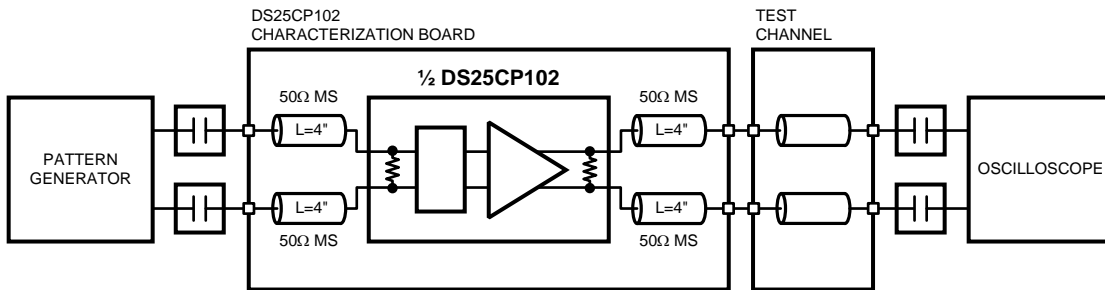 DS25CP102
CHARACTERIZATION BOARD
TEST
CHANNEL
½ DS25CP102
50Ω MS
50Ω MS
L=4"
L=4"
PATTERN
GENERATOR
OSCILLOSCOPE
L=4"
L=4"
50Ω MS
50Ω MS